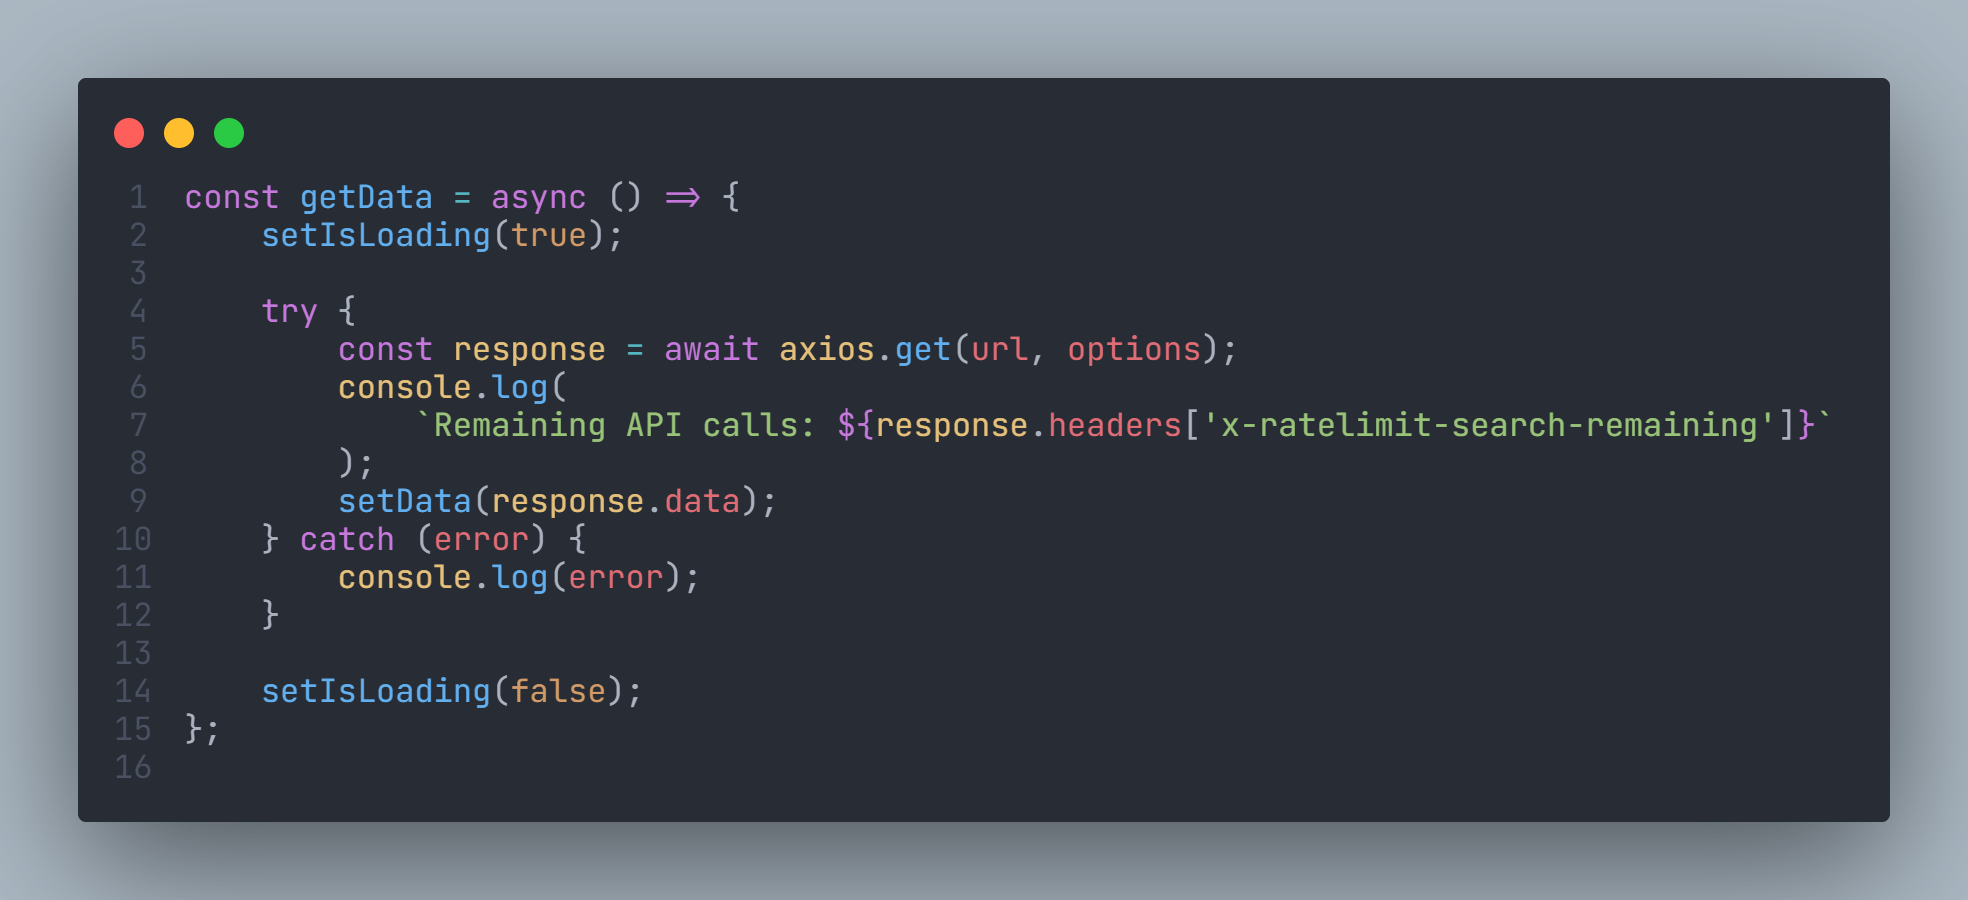 1 const getData = async () => {
2     setIsLoading(true);
3
4     try {
5         const response = await axios.get(url, options);
6         console.log(
7             `Remaining API calls: ${response.headers['x-ratelimit-search-remaining']}`
8         );
9         setData(response.data);
10     } catch (error) {
11         console.log(error);
12     }
13
14     setIsLoading(false);
15 };
16